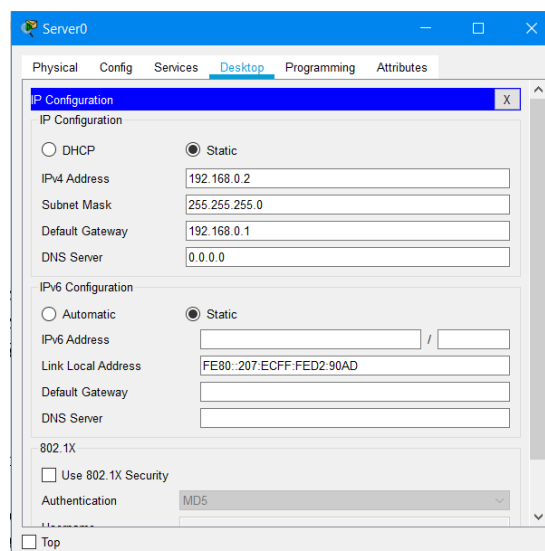 Server0
Physical Config Services Desktop Programming Attributes
IP Configuration X
IP Configuration
DHCP Static
IPv4 Address 192.168.0.2
Subnet Mask 255.255.255.0
Default Gateway 192.168.0.1
DNS Server 0.0.0.0
IPv6 Configuration
Automatic Static
IPv6 Address /
Link Local Address FE80::207:ECFF:FED2:90AD
Default Gateway
DNS Server
802.1X
Use 802.1X Security
Authentication MD5
Top